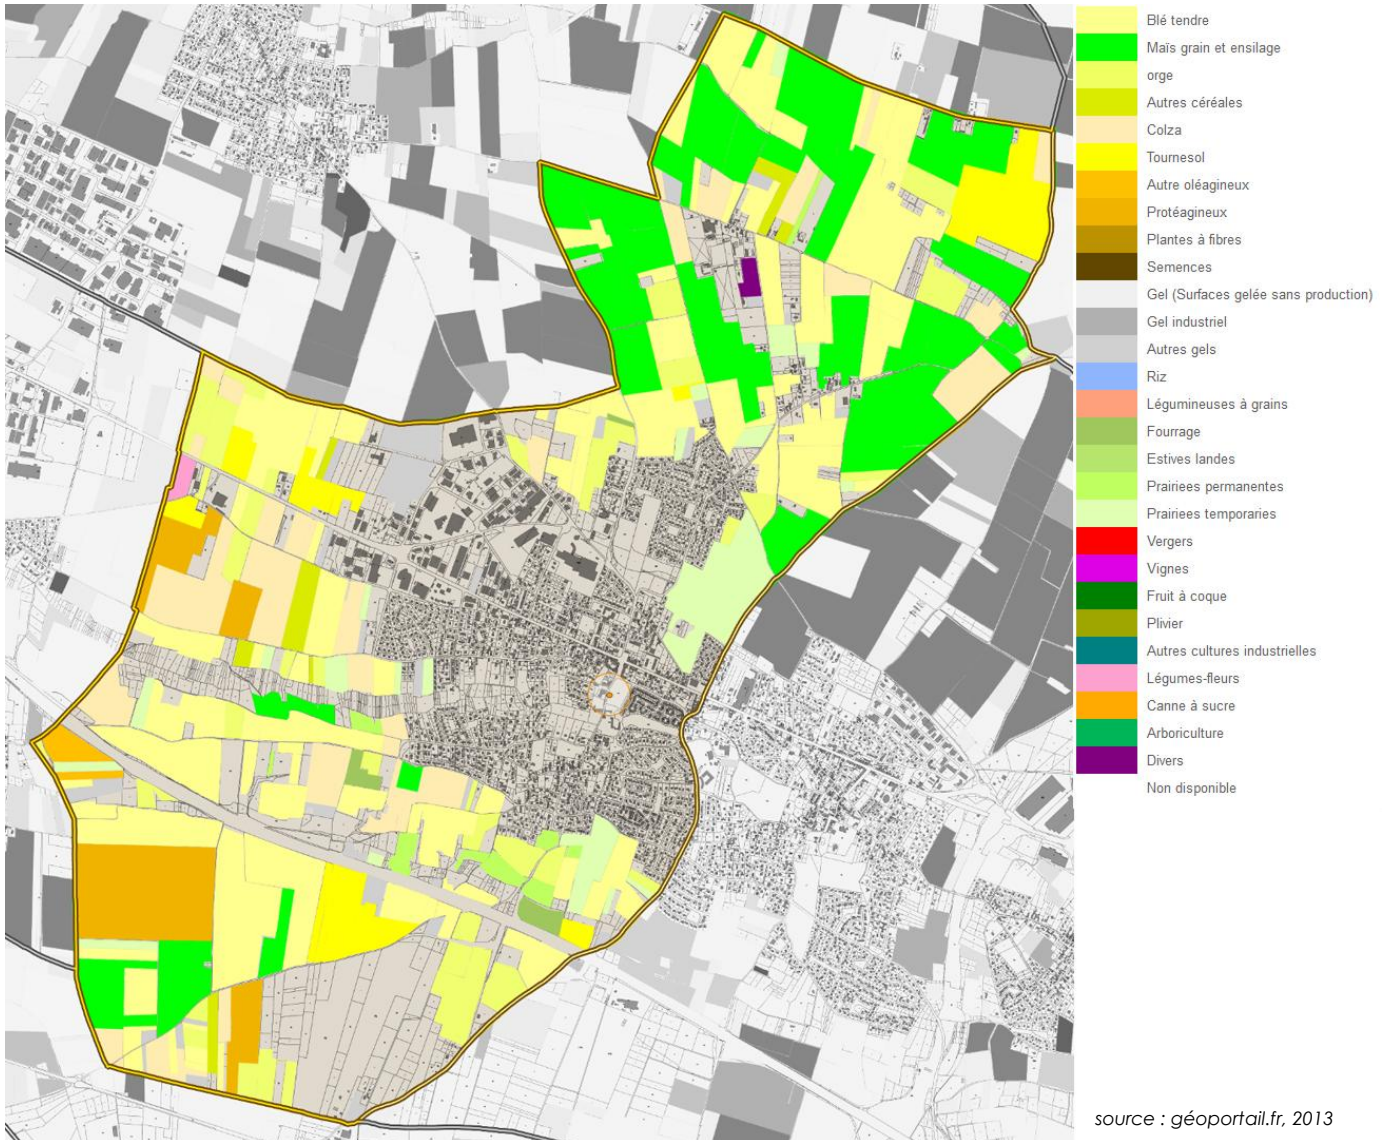 Blé tendre
Maïs grain et ensilage
orge
Autres céréales
Colza
Tournesol
Autre oléagineux
Protéagineux
Plantes à fibres
Semences
Gel (Surfaces gelée sans production)
Gel industriel
Autres gels
Riz
Légumineuses à grains
Fourrage
Estives landes
Prairiees permanentes
Prairiees temporaries
Vergers
Vignes
Fruit à coque
Plivier
Autres cultures industrielles
Légumes-fleurs
Canne à sucre
Arboriculture
Divers
Non disponible
source : géoportail.fr, 2013